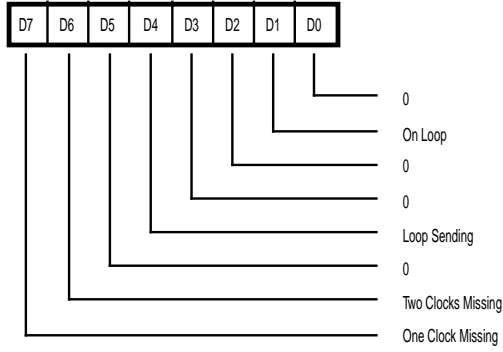 D7 D6 D5 D4 D3 D2 D1 D0
0
On Loop
0
0
Loop Sending
0
Two Clocks Missing
One Clock Missing